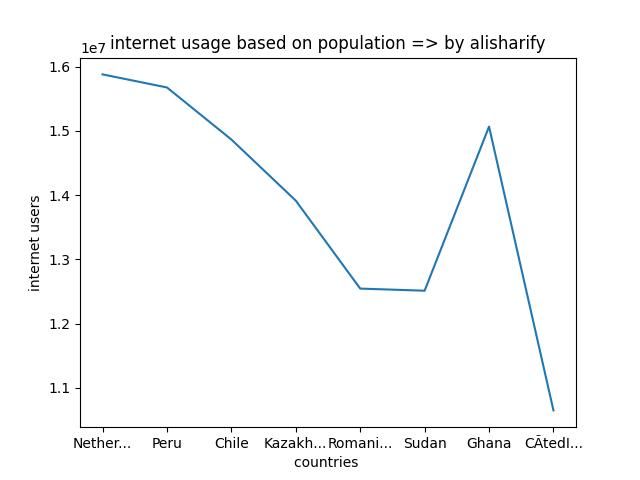 internet usage based on population => by alisharify
1e7
1.6
1.5
1.4
1.3
1.2
1.1
internet users
Nether... Peru Chile Kazakh... Romani... Sudan Ghana CÃtedI...
countries